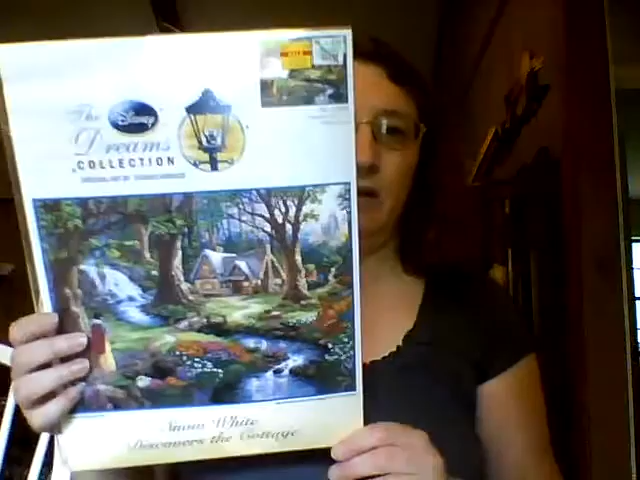 The
Disney
Dreams
COLLECTION
Snow White
Discovers the Cottage